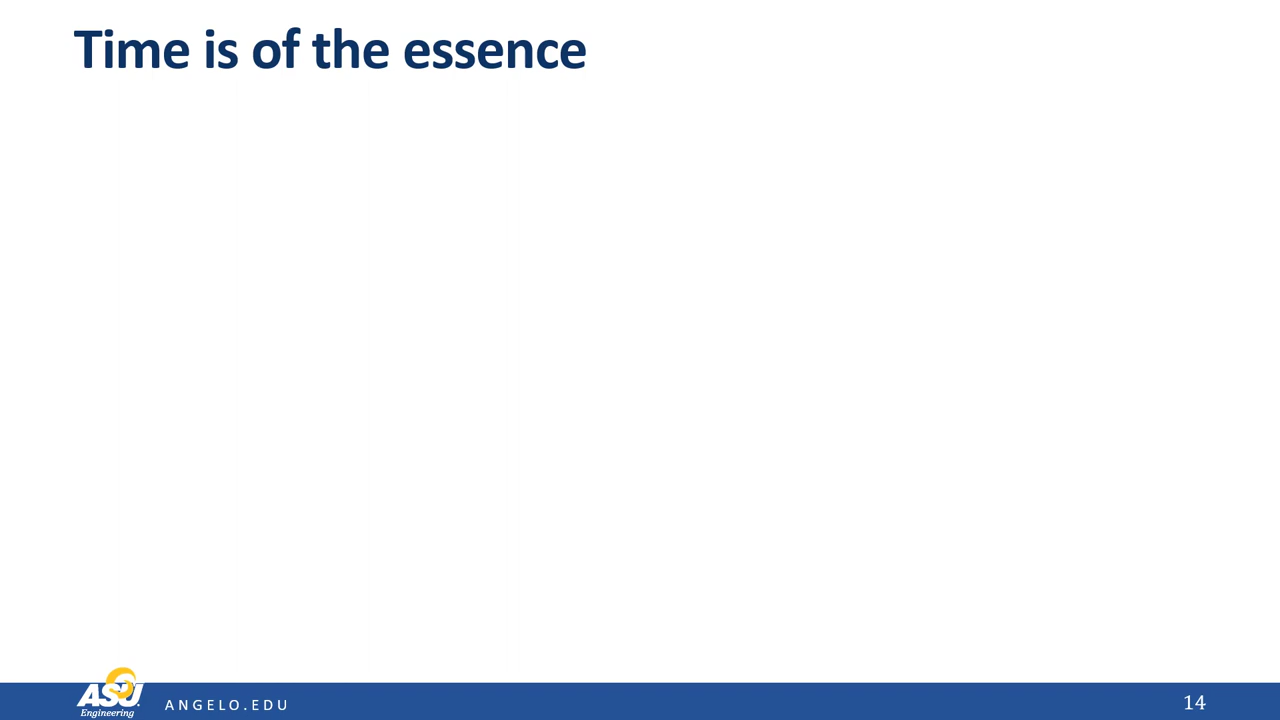 Time is of the essence
ASU
Engineering
ANGELO.EDU
14